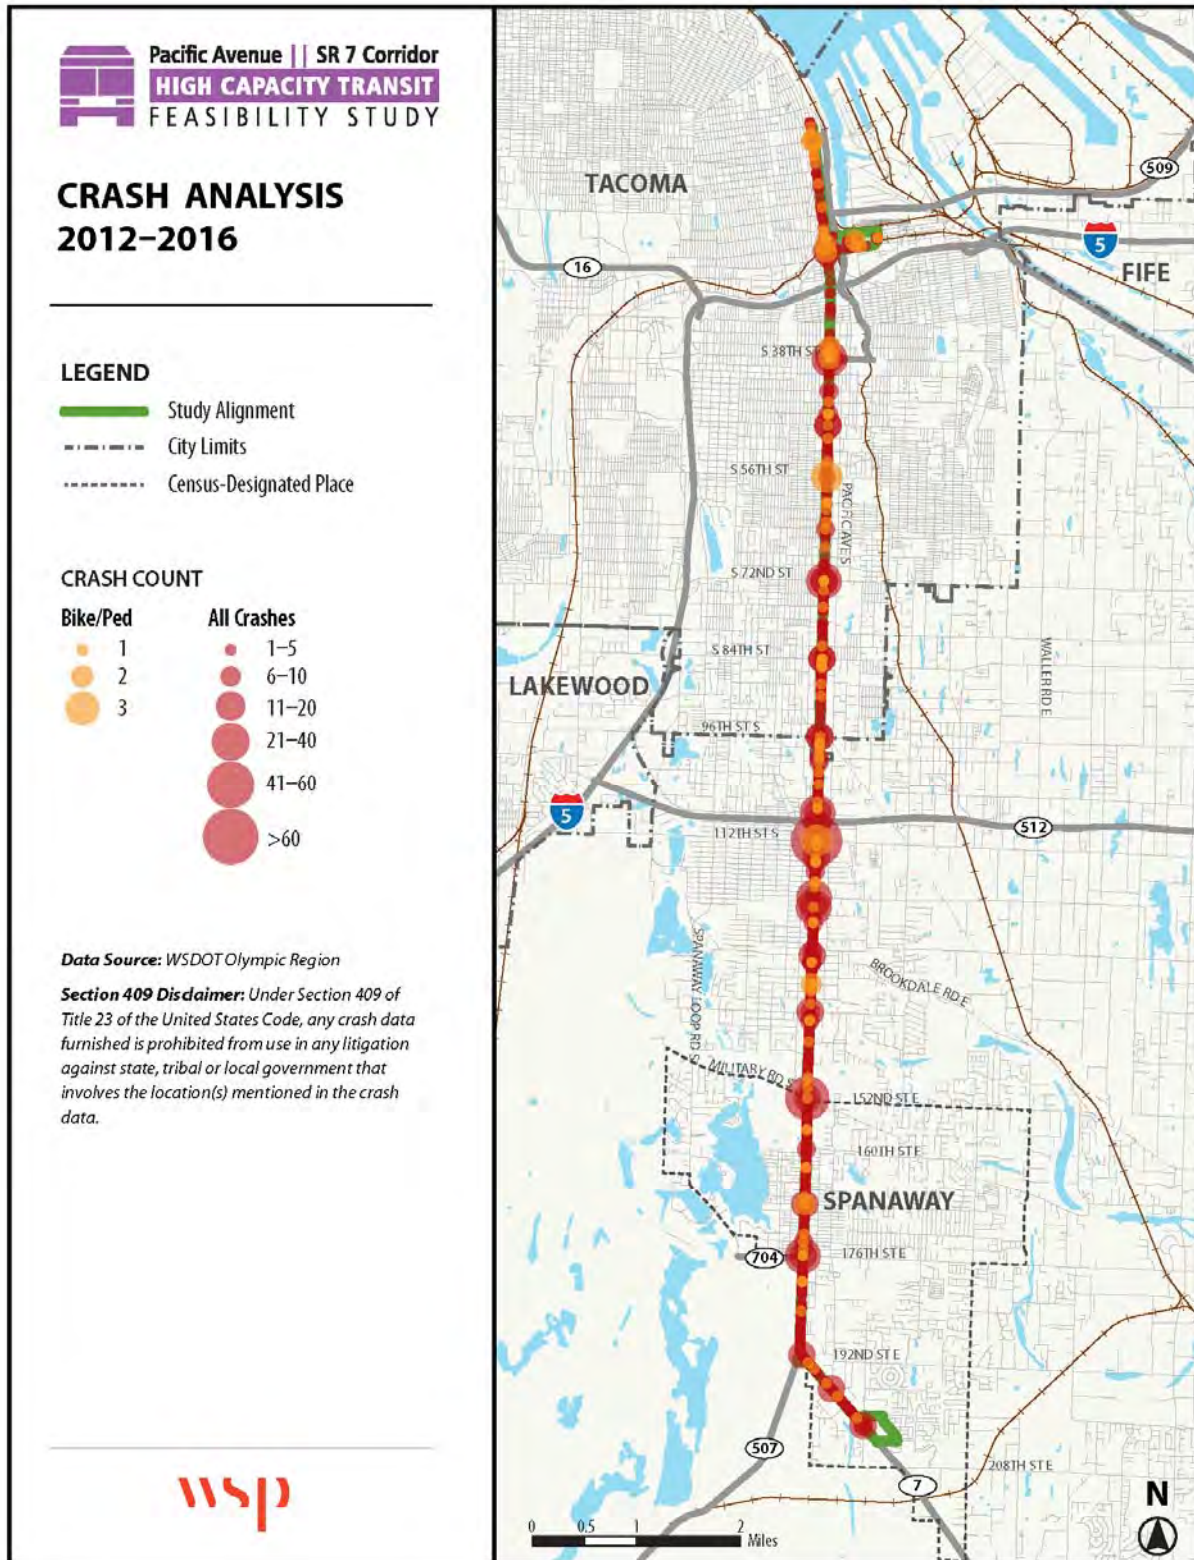 Pacific Avenue || SR 7 Corridor
HIGH CAPACITY TRANSIT
FEASIBILITY STUDY
CRASH ANALYSIS
2012–2016
LEGEND
Study Alignment
City Limits
Census-Designated Place
CRASH COUNT
Bike/Ped
All Crashes
1
1–5
2
6–10
3
11–20
21–40
41–60
>60
Data Source: WSDOT Olympic Region
Section 409 Disclaimer: Under Section 409 of
Title 23 of the United States Code, any crash data
furnished is prohibited from use in any litigation
against state, tribal or local government that
involves the location(s) mentioned in the crash
data.
wsp
TACOMA
509
5
FIFE
16
S 38TH ST
S 56TH ST
PACIFIC AVE S
S 72ND ST
S 84TH ST
WALLER RD E
LAKEWOOD
96TH ST S
5
112TH ST S
512
SPANAWAY LOOP RD S
BROOKDALE RD E
MILITARY RD S
152ND ST E
160TH ST E
SPANAWAY
704
176TH ST E
192ND ST E
507
208TH ST E
7
N
0 0.5 1 2
Miles